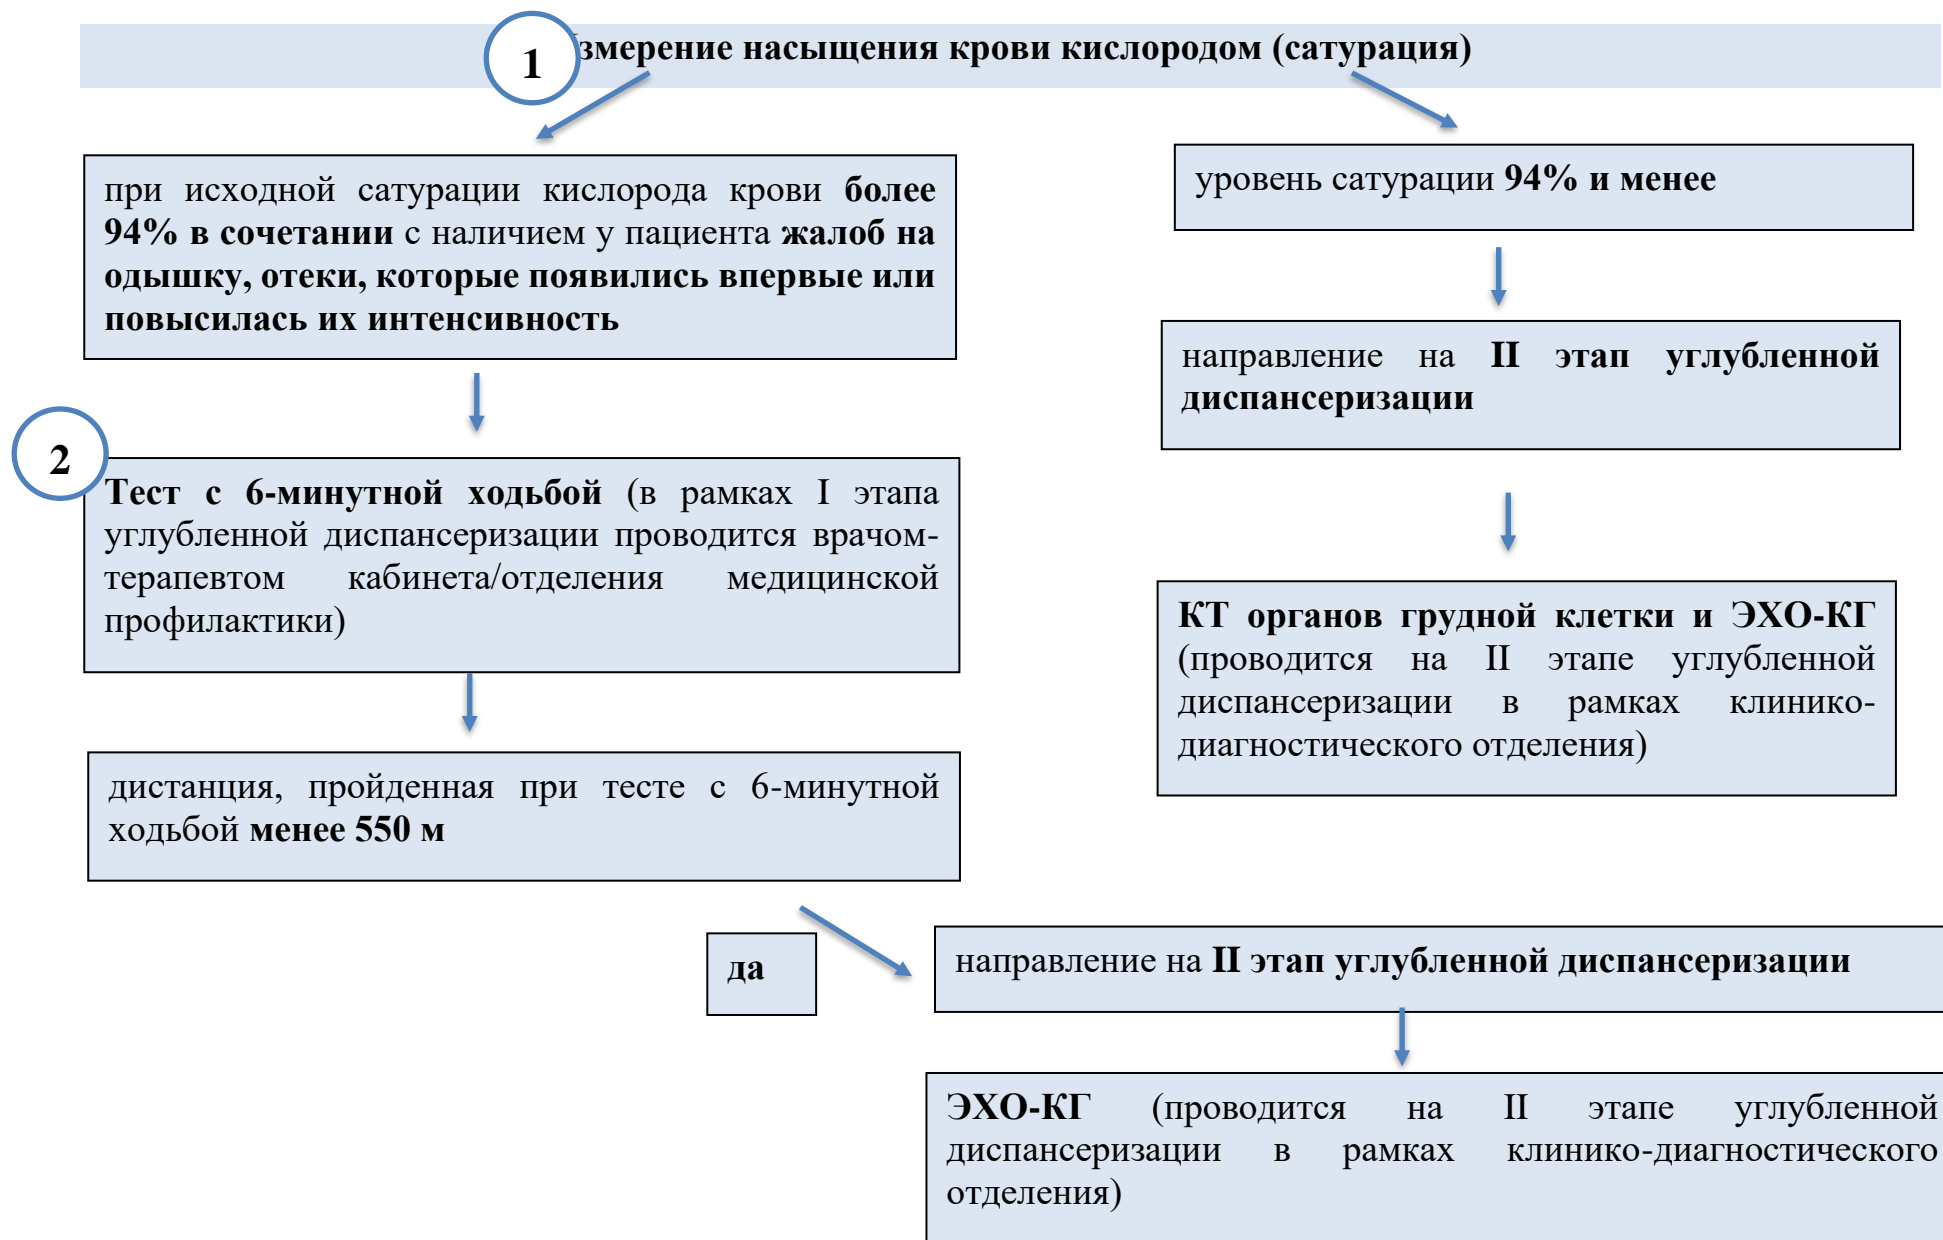 1
змерение насыщения крови кислородом (сатурация)
при исходной сатурации кислорода крови более
94% в сочетании с наличием у пациента жалоб на
одышку, отеки, которые появились впервые или
повысилась их интенсивность
уровень сатурации 94% и менее
направление на II этап углубленной
диспансеризации
2
Тест с 6-минутной ходьбой (в рамках I этапа
углубленной диспансеризации проводится врачом-
терапевтом кабинета/отделения медицинской
профилактики)
КТ органов грудной клетки и ЭХО-КГ
(проводится на II этапе углубленной
диспансеризации в рамках клинико-
диагностического отделения)
дистанция, пройденная при тесте с 6-минутной
ходьбой менее 550 м
да
направление на II этап углубленной диспансеризации
ЭХО-КГ (проводится на II этапе углубленной
диспансеризации в рамках клинико-диагностического
отделения)